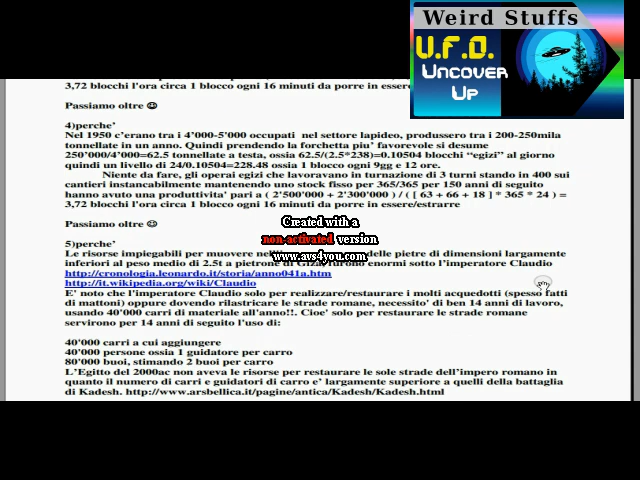 Weird Stuffs
U.F.O.
Uncover
Up
3,72 blocchi l'ora circa 1 blocco ogni 16 minuti da porre in essere
Passiamo oltre ☺
4)perche'
Nel 1950 c'erano tra i 4'000-5'000 occupati nel settore lapideo, produssero tra i 200-250mila
tonnellate in un anno. Quindi prendendo la forchetta piu' favorevole si desume
250'000/4'000=62.5 tonnellate a testa, ossia 62.5/(2.5*238)=0.10504 blocchi "egizi" al giorno
quindi un livello di 24/0.10504=228.48 ossia 1 blocco ogni 9gg e 12 ore.
Niente da fare, gli operai egizi che lavoravano in turnazione di 3 turni stando in 400 sui
cantieri instancabilmente mantenendo uno stock fisso per 365/365 per 150 anni di seguito
hanno avuto una produttivita' pari a ( 2'500'000 + 2'300'000 ) / ( [ 63 + 66 + 18 ] * 365 * 24 ) =
3,72 blocchi l'ora circa 1 blocco ogni 16 minuti da porre in essere/estrarre
Passiamo oltre ☺
Created with a
non-activated version
www.avs4you.com
5)perche'
Le risorse impiegabili per muovere delle pietre di dimensioni largamente
inferiori al peso medio di 2.5t a pietrone di Giza, furono enormi sotto l'imperatore Claudio
http://cronologia.leonardo.it/storia/anno041a.htm
http://it.wikipedia.org/wiki/Claudio
E' noto che l'imperatore Claudio solo per realizzare/restaurare i molti acquedotti (spesso fatti
di mattoni) oppure dovendo rilastricare le strade romane, necessito' di ben 14 anni di lavoro,
usando 40'000 carri di materiale all'anno!!. Cioe' solo per restaurare le strade romane
servirono per 14 anni di seguito l'uso di:
40'000 carri a cui aggiungere
40'000 persone ossia 1 guidatore per carro
80'000 buoi, stimando 2 buoi per carro
L'Egitto del 2000ac non aveva le risorse per restaurare le sole strade dell'impero romano in
quanto il numero di carri e guidatori di carro e' largamente superiore a quelli della battaglia
di Kadesh. http://www.arsbellica.it/pagine/antica/Kadesh/Kadesh.html